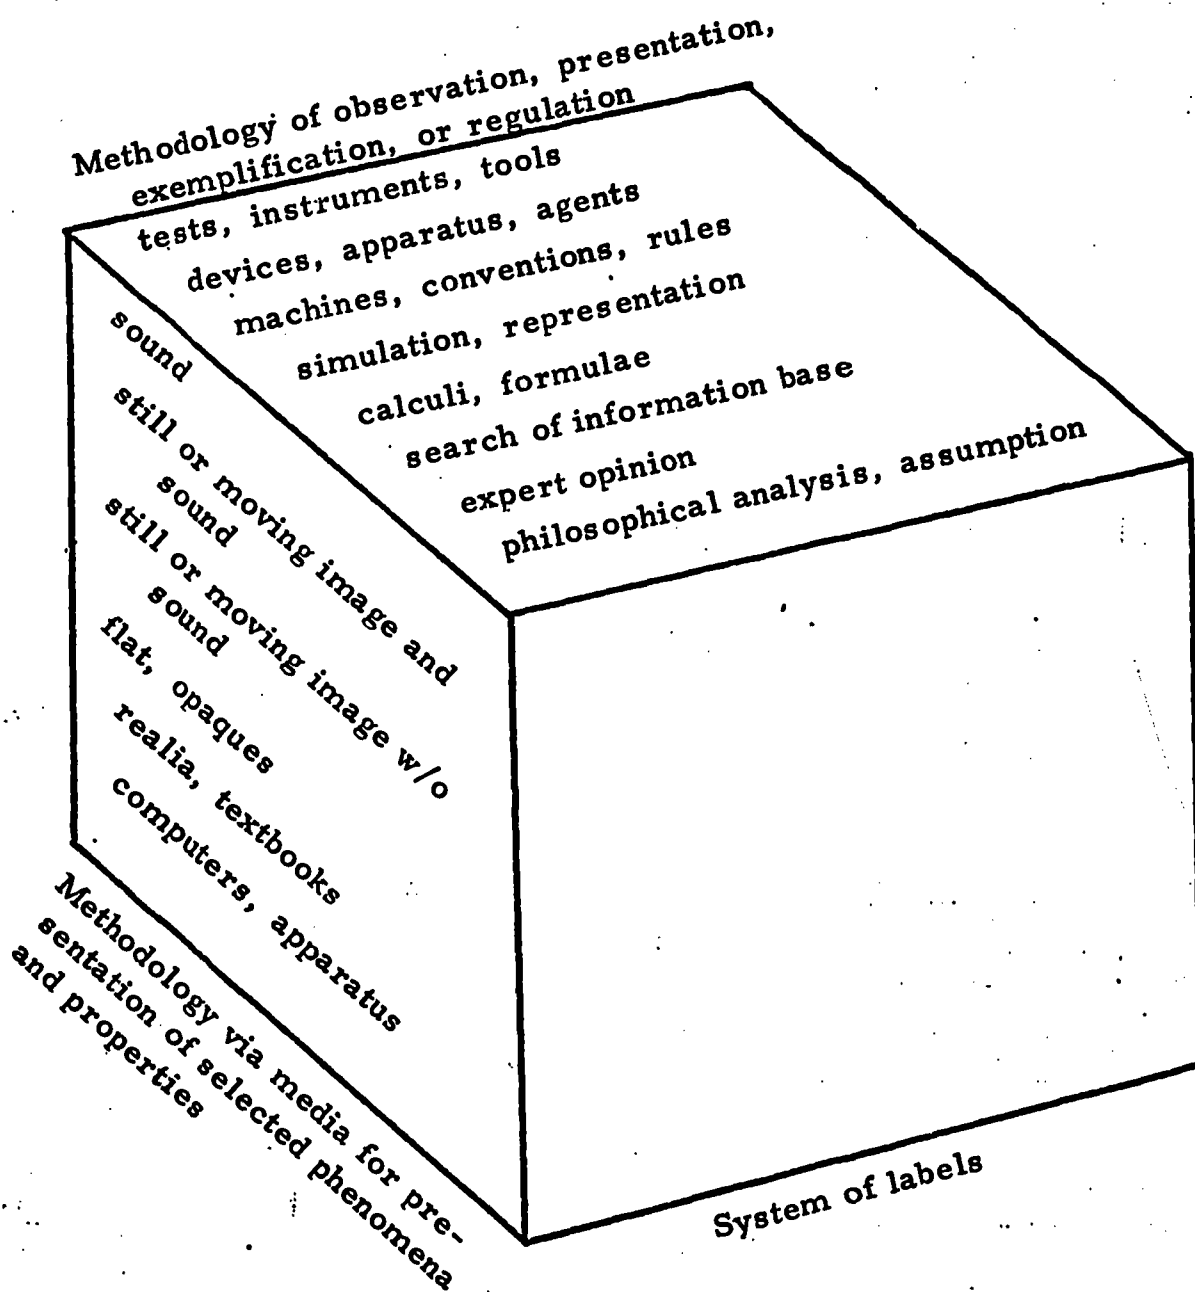 Methodology of observation, presentation,
exemplification, or regulation
tests, instruments, tools
devices, apparatus, agents
machines, conventions, rules
simulation, representation
calculi, formulae
search of information base
expert opinion
philosophical analysis, assumption
sound
still or moving image and
sound
still or moving image w/o
sound
flat, opaques
realia, textbooks
computers, apparatus
Methodology via media for pre-
sentation of selected phenomena
and properties
System of labels